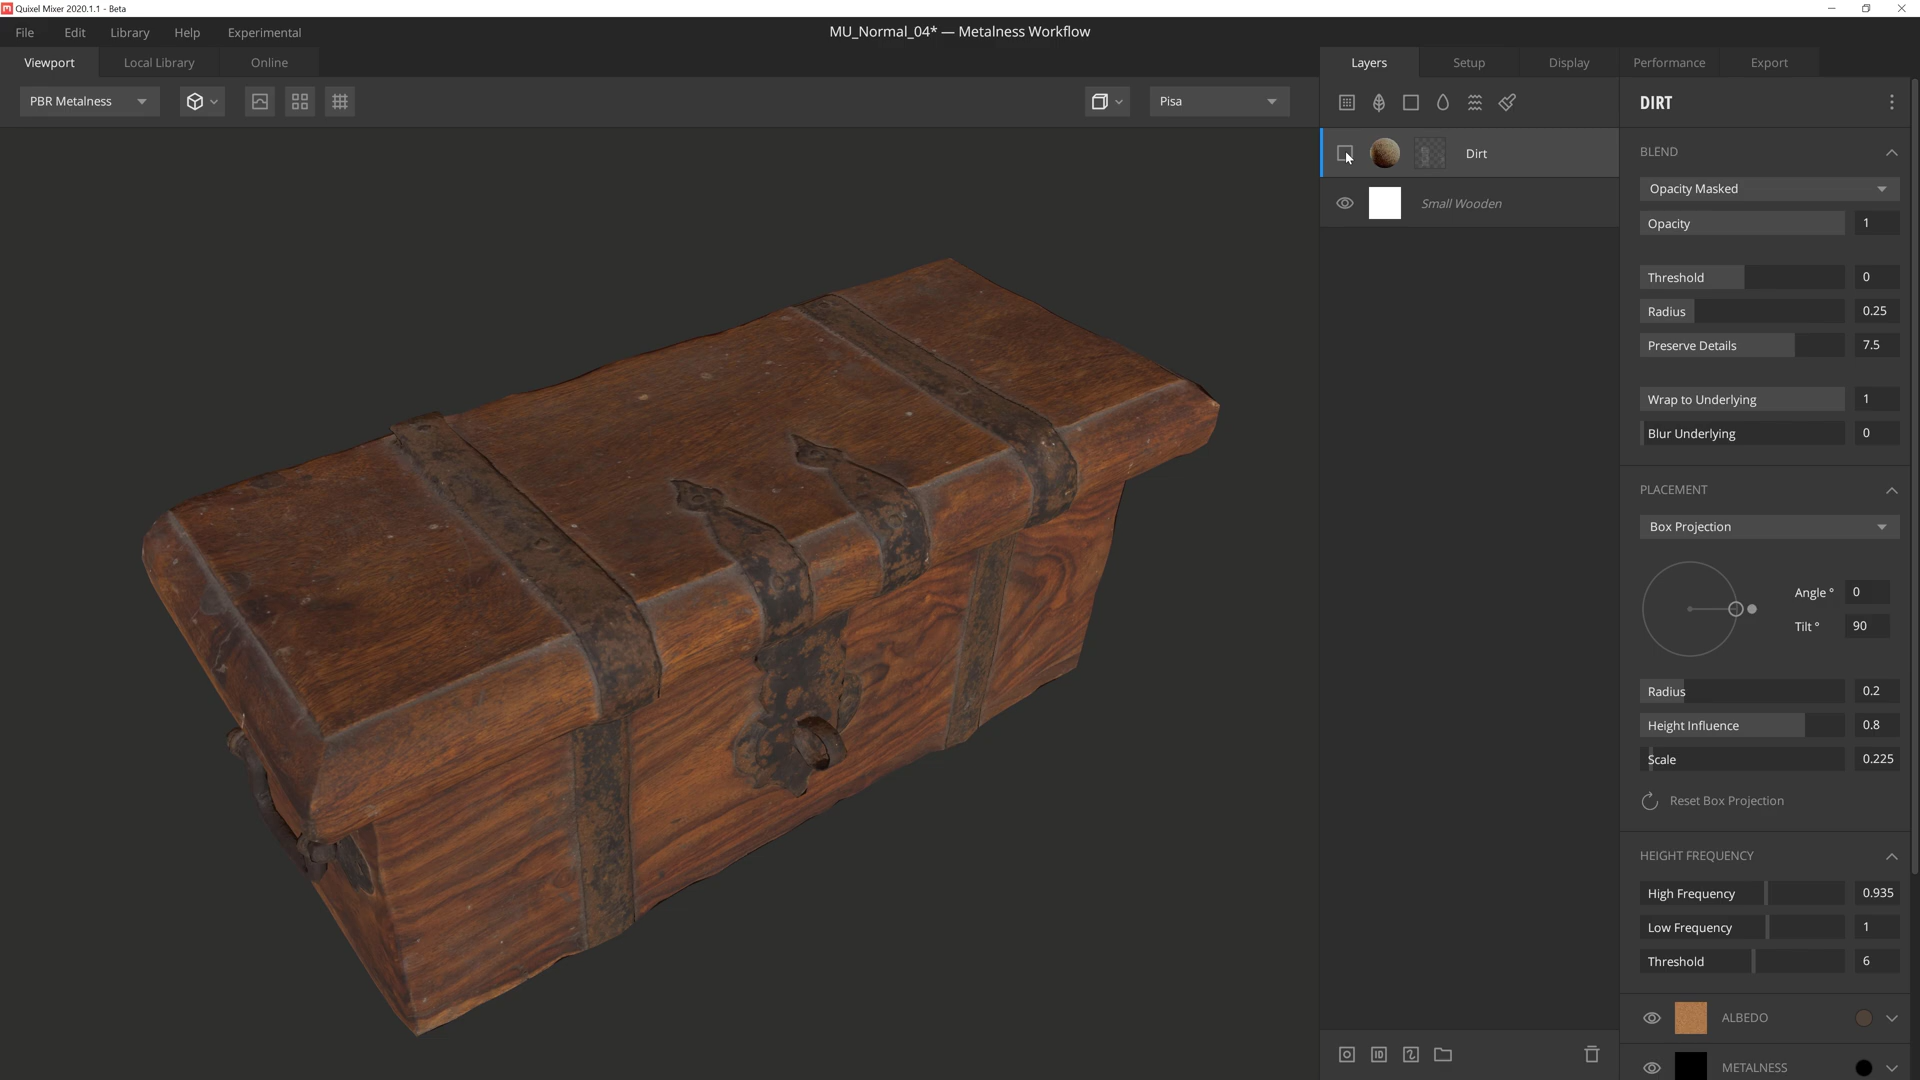 Quixel Mixer 2020.1.1 - Beta
File Edit Library Help Experimental
MU_Normal_04* — Metalness Workflow
Viewport Local Library Online
Layers Setup Display Performance Export
PBR Metalness
Pisa
DIRT
Dirt
Small Wooden
BLEND
Opacity Masked
Opacity 1
Threshold 0
Radius 0.25
Preserve Details 7.5
Wrap to Underlying 1
Blur Underlying 0
PLACEMENT
Box Projection
Angle ° 0
Tilt ° 90
Radius 0.2
Height Influence 0.8
Scale 0.225
Reset Box Projection
HEIGHT FREQUENCY
High Frequency 0.935
Low Frequency 1
Threshold 6
ALBEDO
METALNESS
ID